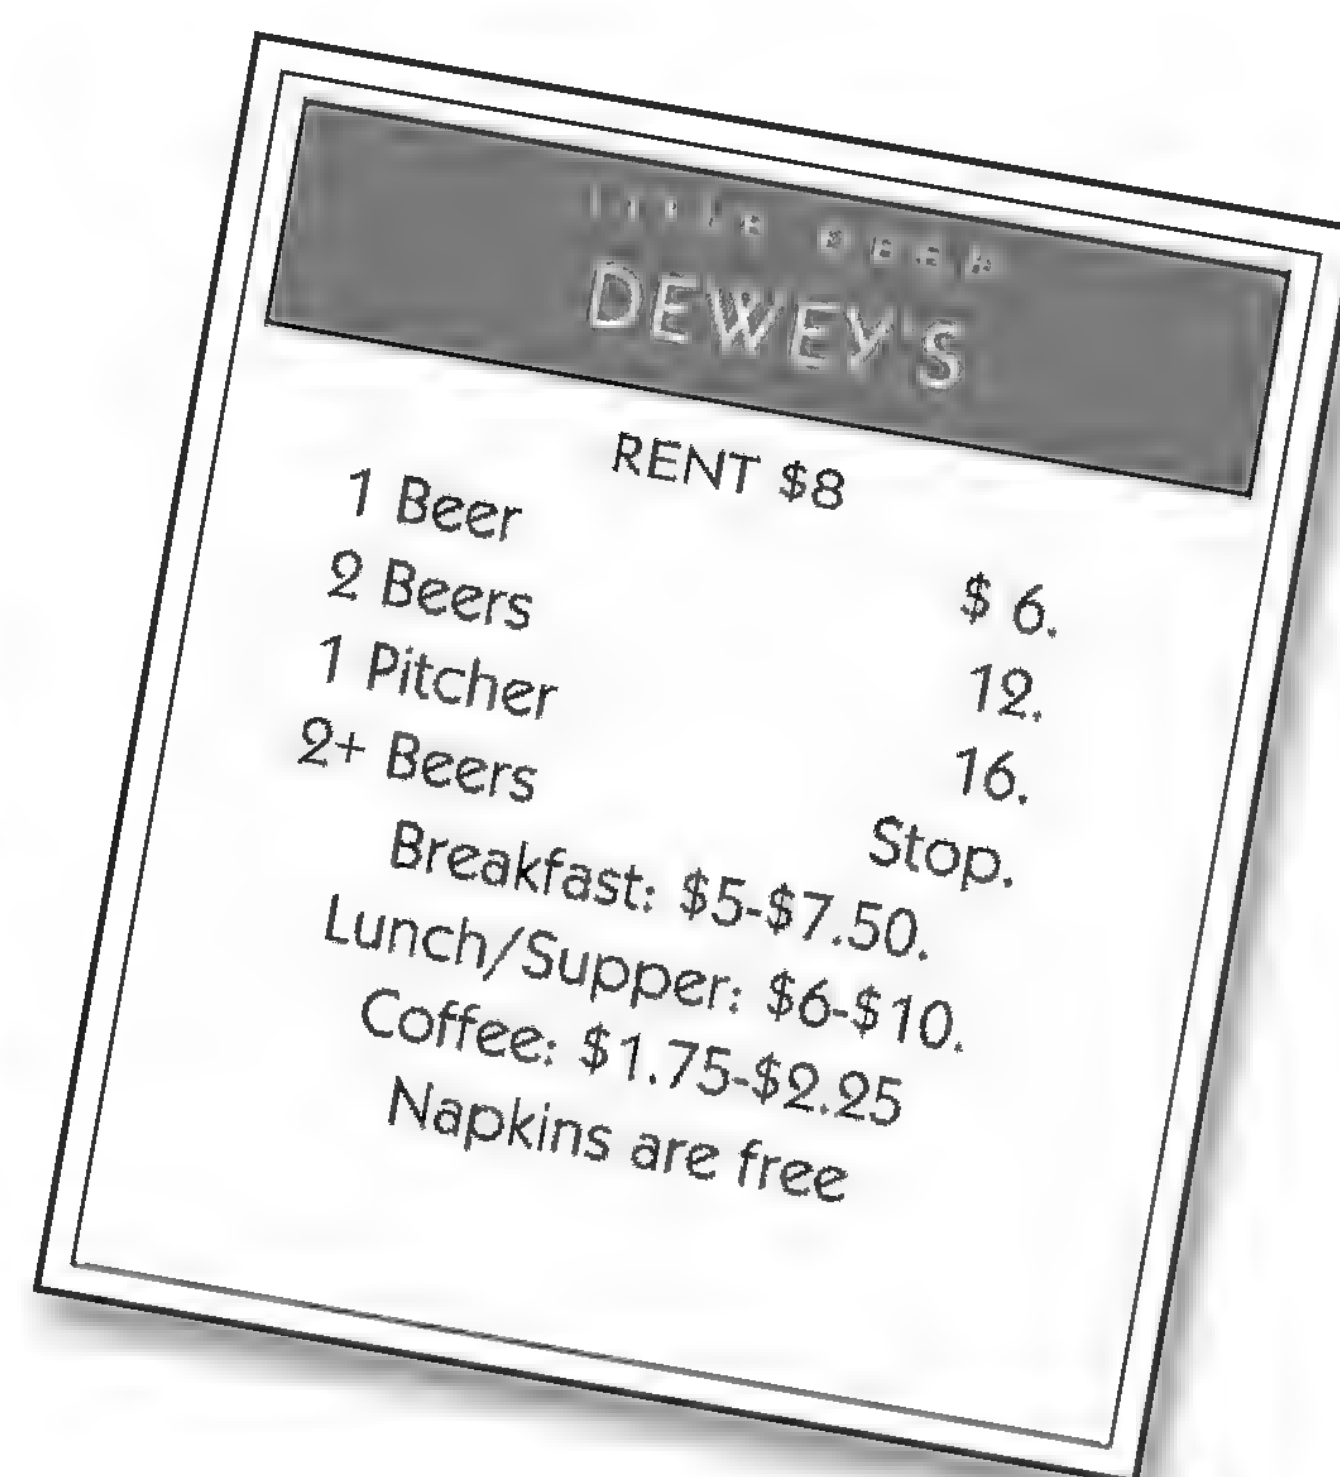 DEWEY'S
RENT $8
1 Beer $ 6.
2 Beers 12.
1 Pitcher 16.
2+ Beers Stop.
Breakfast: $5-$7.50.
Lunch/Supper: $6-$10.
Coffee: $1.75-$2.25
Napkins are free